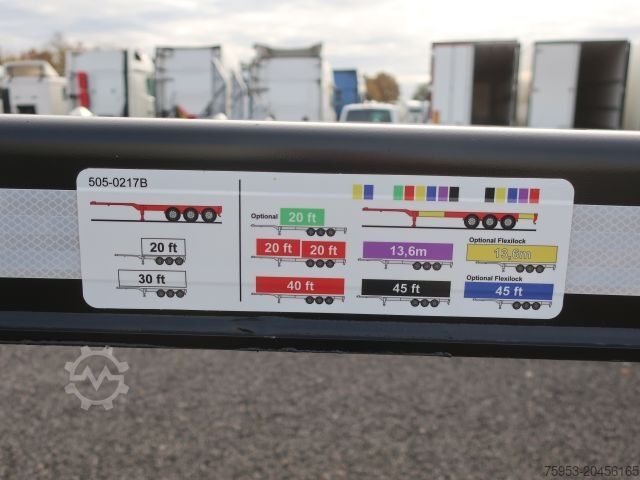 505-0217B
20 ft
30 ft
Optional
20 ft
20 ft
20 ft
40 ft
13,6m
45 ft
Optional Flexilock
13,6m
Optional Flexilock
45 ft
75953-20456165